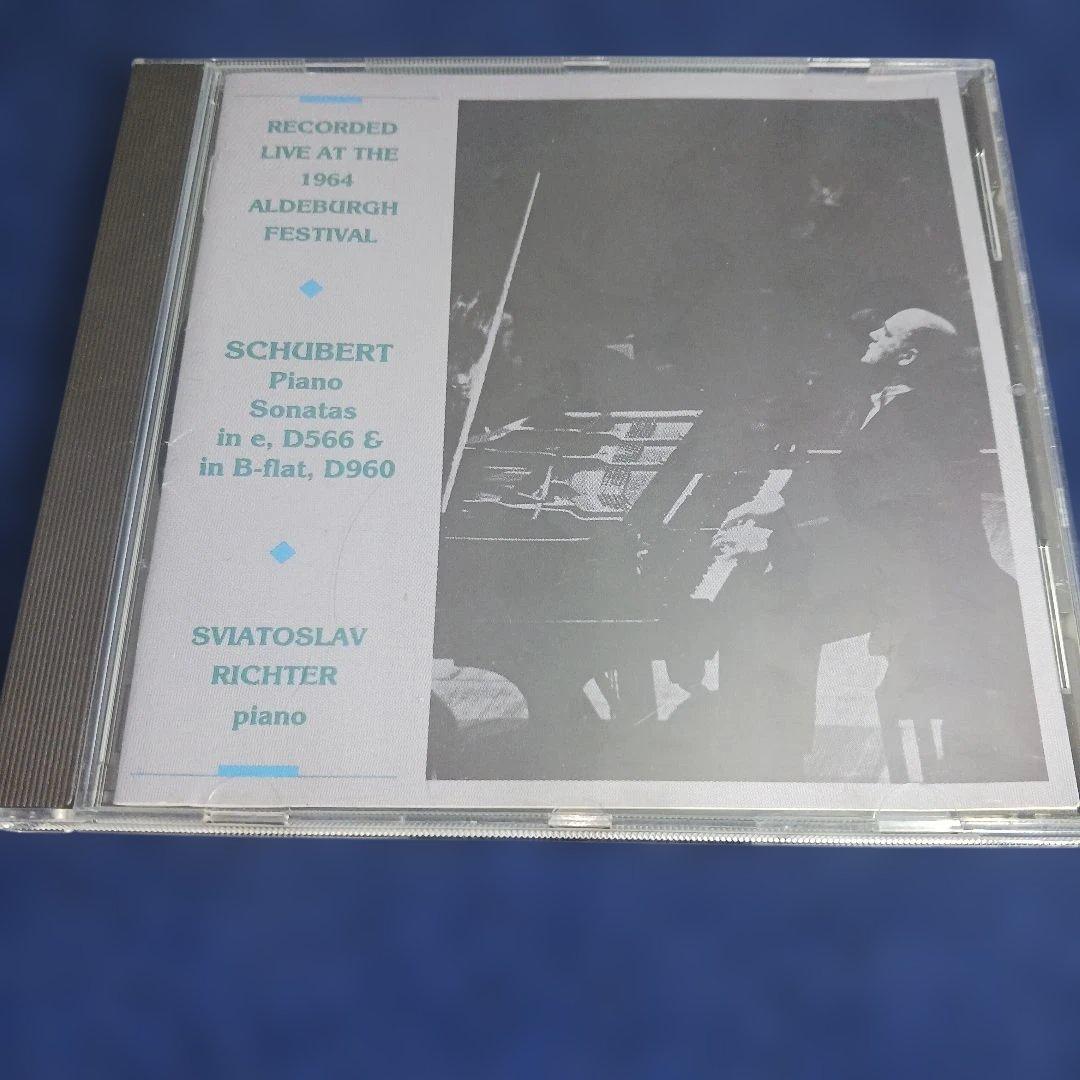 RECORDED
LIVE AT THE
1964
ALDEBURGH
FESTIVAL
SCHUBERT
Piano
Sonatas
in e, D566 &
in B-flat, D960
SVIATOSLAV
RICHTER
piano